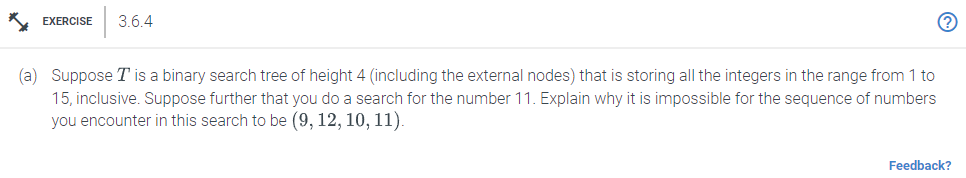 EXERCISE 3.6.4 ?
(a) Suppose T is a binary search tree of height 4 (including the external nodes) that is storing all the integers in the range from 1 to
15, inclusive. Suppose further that you do a search for the number 11. Explain why it is impossible for the sequence of numbers
you encounter in this search to be (9, 12, 10, 11).
Feedback?